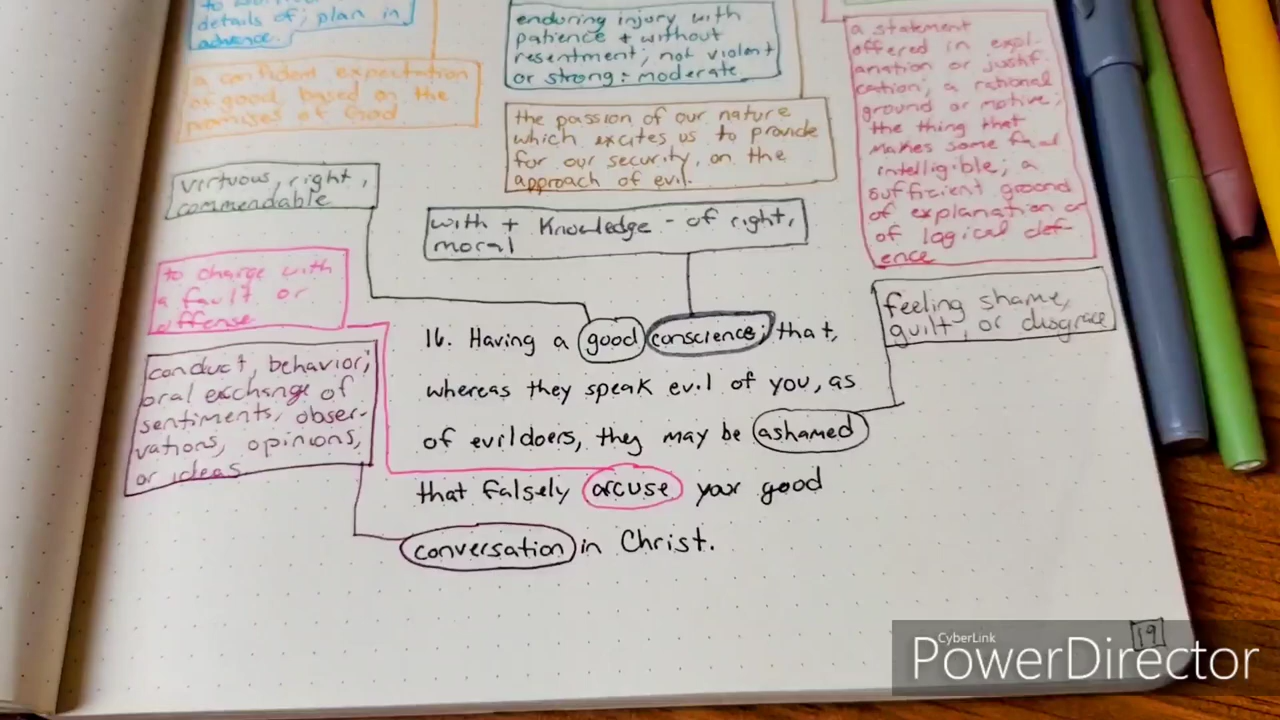 to
details of; plan in
advance.
a confident expectation
of good, based on the
promises of God.
enduring injury with
patience + without
resentment; not violent
or strong: moderate
the passion of our nature
which excites us to provide
for our security, on the
approach of evil.
a statement
offered in expl-
anation or justf-
cation; a rational
ground or motive;
the thing that
makes some
intelligible; a
sufficient ground
of explanation or
of logical def-
ence
virtuous, right,
commendable
with + Knowledge - of right,
moral
to charge with
a fault or
offense
feeling shame,
guilt, or disgrace
conduct, behavior;
oral exchange of
sentiments, obser-
vations, opinions,
or ideas
16. Having a good conscience; that,
whereas they speak evil of you, as
of evildoers, they may be ashamed
that falsely accuse your good
conversation in Christ.
19
CyberLink
PowerDirector